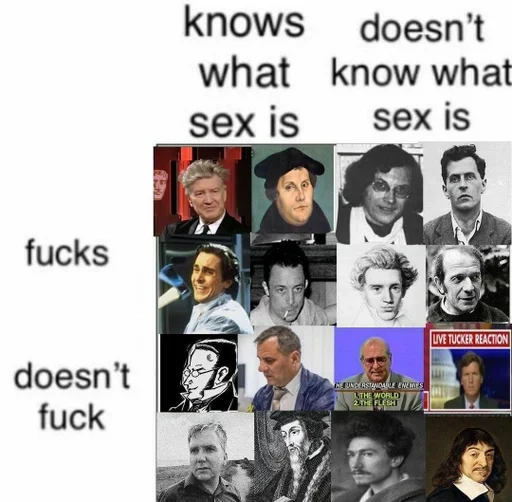 knows
what
sex is
doesn't
know what
sex is
fucks
doesn't
fuck
LIVE TUCKER REACTION
HE UNDERSTANDABLE ENEMIES
1. THE WORLD
2. THE FLESH